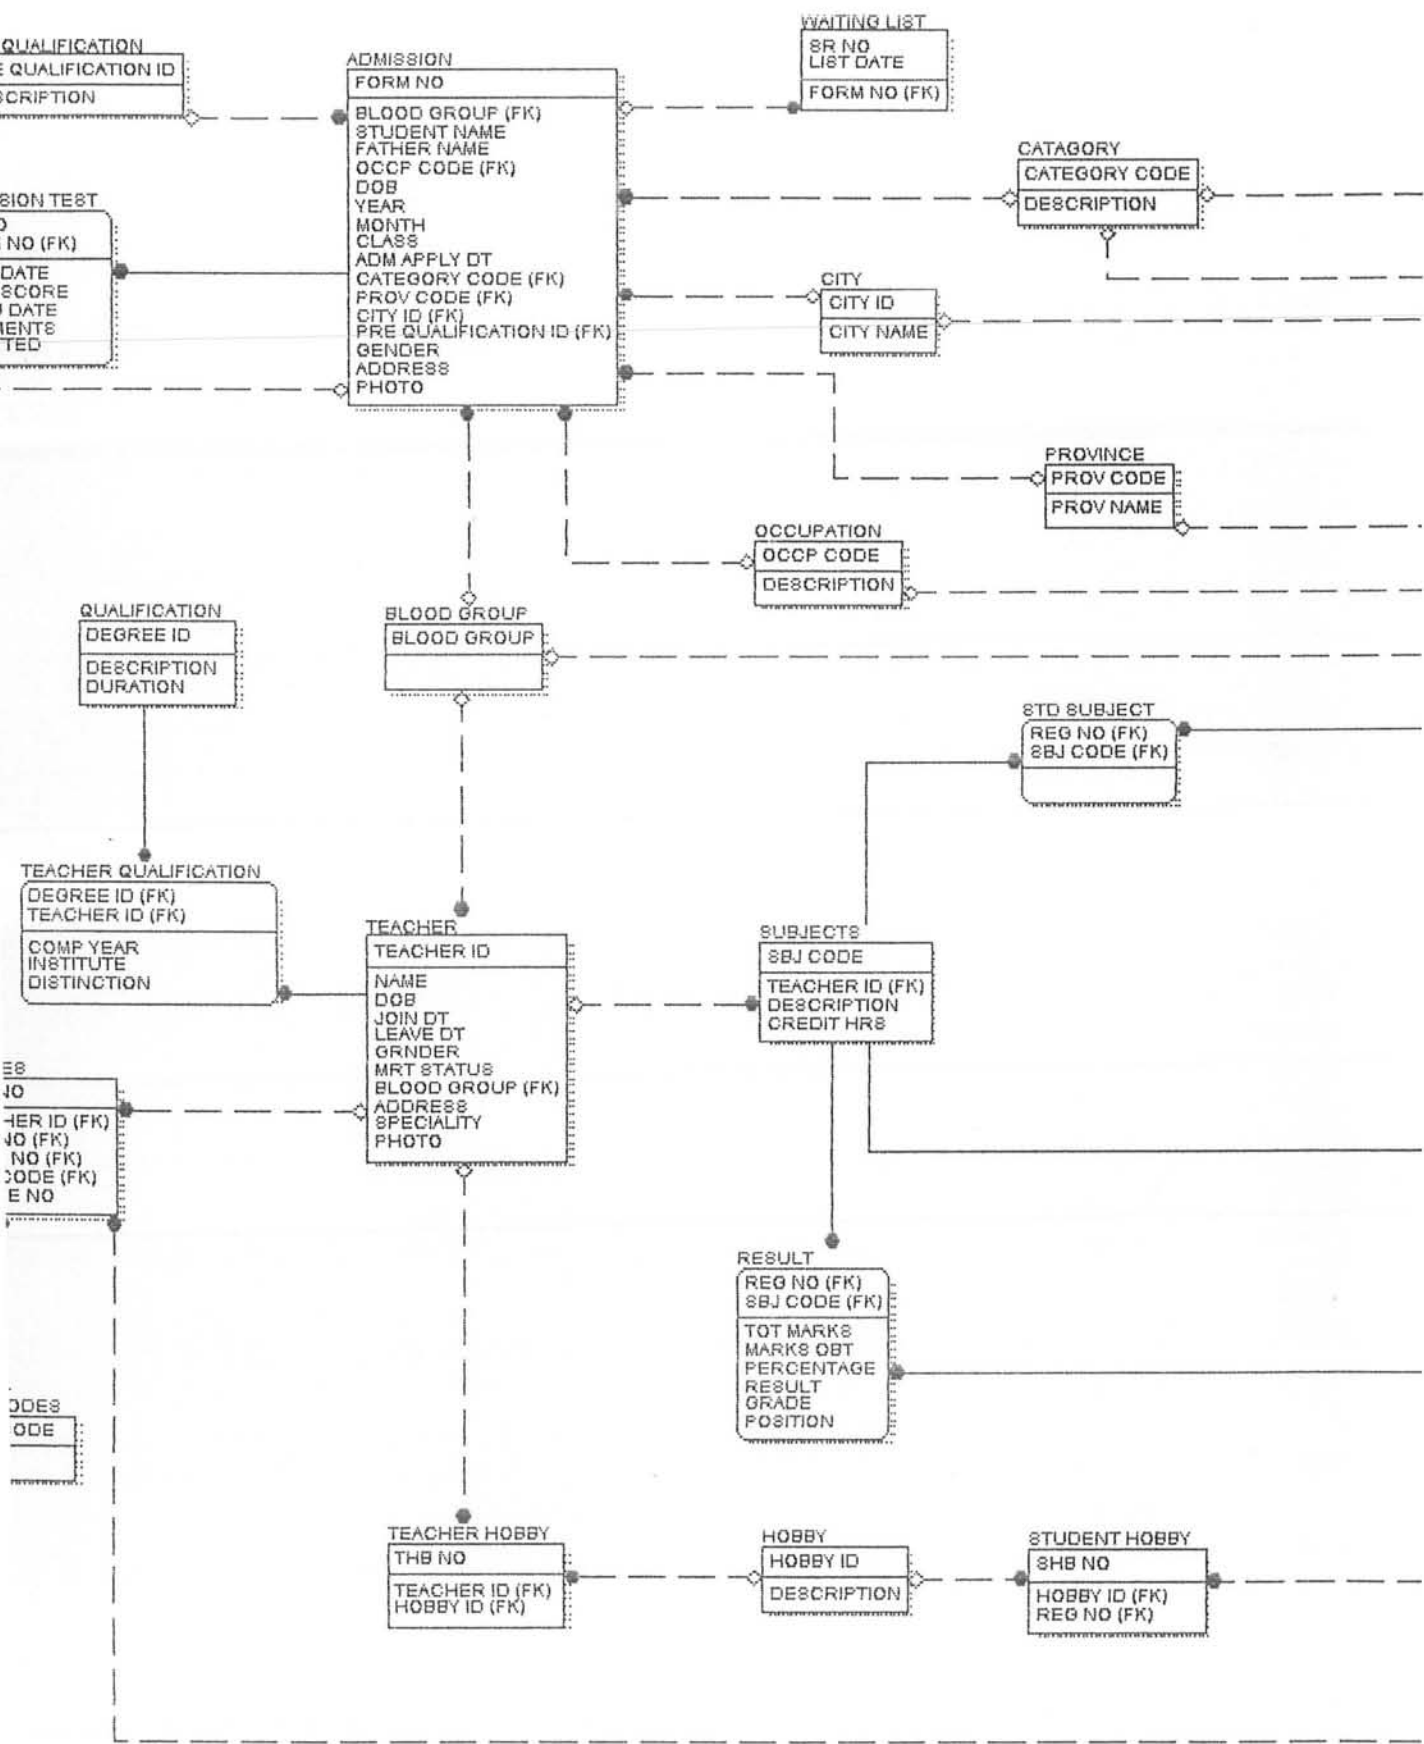 QUALIFICATION
E QUALIFICATION ID
SCRIPTION
ADMISSION
FORM NO
BLOOD GROUP (FK)
STUDENT NAME
FATHER NAME
OCCP CODE (FK)
DOB
YEAR
MONTH
CLASS
ADM APPLY DT
CATEGORY CODE (FK)
PROV CODE (FK)
CITY ID (FK)
PRE QUALIFICATION ID (FK)
GENDER
ADDRESS
PHOTO
WAITING LIST
SR NO
LIST DATE
FORM NO (FK)
CATAGORY
CATEGORY CODE
DESCRIPTION
SION TEST
O
NO (FK)
DATE
SCORE
DATE
MENTS
TTED
CITY
CITY ID
CITY NAME
PROVINCE
PROV CODE
PROV NAME
OCCUPATION
OCCP CODE
DESCRIPTION
QUALIFICATION
DEGREE ID
DESCRIPTION
DURATION
BLOOD GROUP
BLOOD GROUP
STD SUBJECT
REG NO (FK)
SBJ CODE (FK)
TEACHER QUALIFICATION
DEGREE ID (FK)
TEACHER ID (FK)
COMP YEAR
INSTITUTE
DISTINCTION
TEACHER
TEACHER ID
NAME
DOB
JOIN DT
LEAVE DT
GRNDER
MRT STATUS
BLOOD GROUP (FK)
ADDRESS
SPECIALITY
PHOTO
SUBJECTS
SBJ CODE
TEACHER ID (FK)
DESCRIPTION
CREDIT HRS
ES
NO
HER ID (FK)
NO (FK)
NO (FK)
CODE (FK)
E NO
RESULT
REG NO (FK)
SBJ CODE (FK)
TOT MARKS
MARKS OBT
PERCENTAGE
RESULT
GRADE
POSITION
ODES
ODE
TEACHER HOBBY
THB NO
TEACHER ID (FK)
HOBBY ID (FK)
HOBBY
HOBBY ID
DESCRIPTION
STUDENT HOBBY
SHB NO
HOBBY ID (FK)
REG NO (FK)